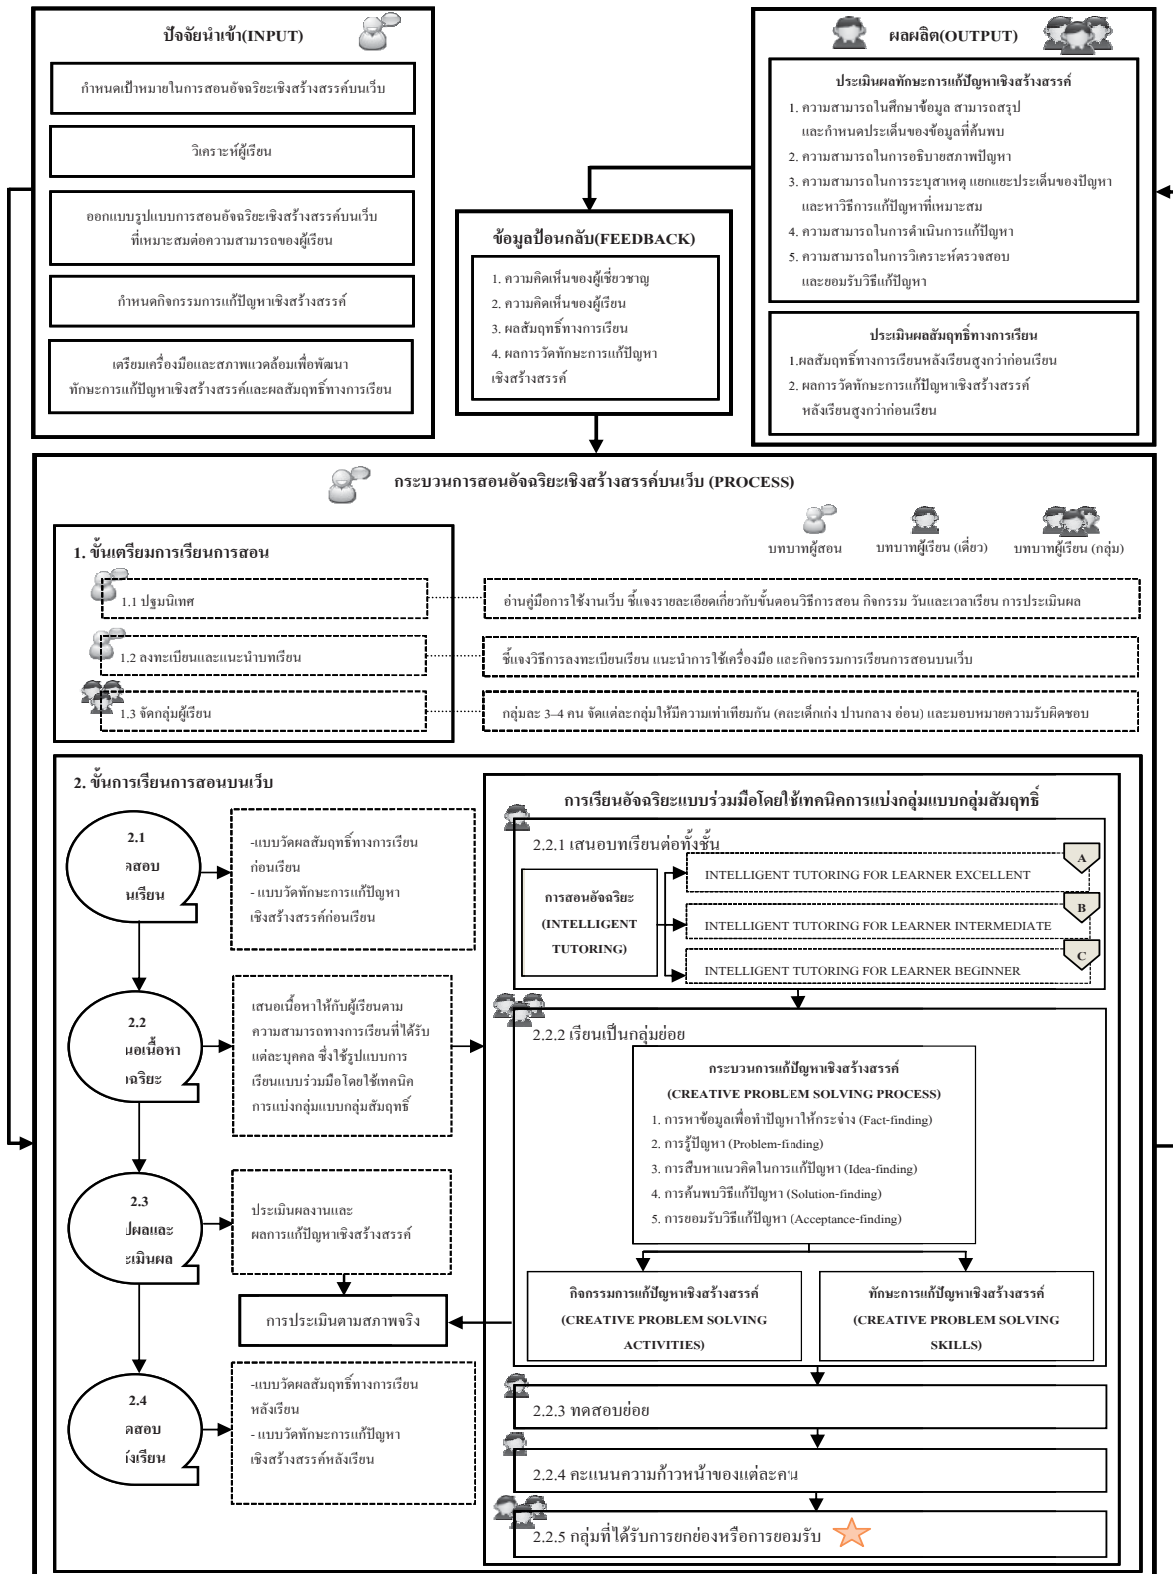 ปัจจัยนำเข้า(INPUT)
กำหนดเป้าหมายในการสอนอัจฉริยะเชิงสร้างสรรค์บนเว็บ
วิเคราะห์ผู้เรียน
ออกแบบรูปแบบการสอนอัจฉริยะเชิงสร้างสรรค์บนเว็บ
ที่เหมาะสมต่อความสามารถของผู้เรียน
กำหนดกิจกรรมการแก้ปัญหาเชิงสร้างสรรค์
เตรียมเครื่องมือและสภาพแวดล้อมเพื่อพัฒนา
ทักษะการแก้ปัญหาเชิงสร้างสรรค์และผลสัมฤทธิ์ทางการเรียน
ข้อมูลป้อนกลับ(FEEDBACK)
1. ความคิดเห็นของผู้เชี่ยวชาญ
2. ความคิดเห็นของผู้เรียน
3. ผลสัมฤทธิ์ทางการเรียน
4. ผลการวัดทักษะการแก้ปัญหา
เชิงสร้างสรรค์
ผลผลิต(OUTPUT)
ประเมินผลทักษะการแก้ปัญหาเชิงสร้างสรรค์
1. ความสามารถในศึกษาข้อมูล สามารถสรุป
และกำหนดประเด็นของข้อมูลที่ค้นพบ
2. ความสามารถในการอธิบายสภาพปัญหา
3. ความสามารถในการระบุสาเหตุ แยกแยะประเด็นของปัญหา
และหาวิธีการแก้ปัญหาที่เหมาะสม
4. ความสามารถในการดำเนินการแก้ปัญหา
5. ความสามารถในการวิเคราะห์ตรวจสอบ
และยอมรับวิธีแก้ปัญหา
ประเมินผลสัมฤทธิ์ทางการเรียน
1.ผลสัมฤทธิ์ทางการเรียนหลังเรียนสูงกว่าก่อนเรียน
2. ผลการวัดทักษะการแก้ปัญหาเชิงสร้างสรรค์
หลังเรียนสูงกว่าก่อนเรียน
กระบวนการสอนอัจฉริยะเชิงสร้างสรรค์บนเว็บ (PROCESS)
บทบาทผู้สอน
บทบาทผู้เรียน (เดี่ยว)
บทบาทผู้เรียน (กลุ่ม)
1. ขั้นเตรียมการเรียนการสอน
1.1 ปฐมนิเทศ
อ่านคู่มือการใช้งานเว็บ ชี้แจงรายละเอียดเกี่ยวกับขั้นตอนวิธีการสอน กิจกรรม วันและเวลาเรียน การประเมินผล
1.2 ลงทะเบียนและแนะนำบทเรียน
ชี้แจงวิธีการลงทะเบียนเรียน แนะนำการใช้เครื่องมือ และกิจกรรมการเรียนการสอนบนเว็บ
1.3 จัดกลุ่มผู้เรียน
กลุ่มละ 3–4 คน จัดแต่ละกลุ่มให้มีความเท่าเทียมกัน (คละเด็กเก่ง ปานกลาง อ่อน) และมอบหมายความรับผิดชอบ
2. ขั้นการเรียนการสอนบนเว็บ
2.1
-แบบวัดผลสัมฤทธิ์ทางการเรียน
ก่อนเรียน
- แบบวัดทักษะการแก้ปัญหา
เชิงสร้างสรรค์ก่อนเรียน
2.2
เสนอเนื้อหาให้กับผู้เรียนตาม
ความสามารถทางการเรียนที่ได้รับ
แต่ละบุคคล ซึ่งใช้รูปแบบการ
เรียนแบบร่วมมือโดยใช้เทคนิค
การแบ่งกลุ่มแบบกลุ่มสัมฤทธิ์
2.3
ประเมินผลงานและ
ผลการแก้ปัญหาเชิงสร้างสรรค์
การประเมินตามสภาพจริง
2.4
-แบบวัดผลสัมฤทธิ์ทางการเรียน
หลังเรียน
- แบบวัดทักษะการแก้ปัญหา
เชิงสร้างสรรค์หลังเรียน
การเรียนอัจฉริยะแบบร่วมมือโดยใช้เทคนิคการแบ่งกลุ่มแบบกลุ่มสัมฤทธิ์
2.2.1 เสนอบทเรียนต่อทั้งชั้น
การสอนอัจฉริยะ
(INTELLIGENT
TUTORING)
A
INTELLIGENT TUTORING FOR LEARNER EXCELLENT
B
INTELLIGENT TUTORING FOR LEARNER INTERMEDIATE
C
INTELLIGENT TUTORING FOR LEARNER BEGINNER
2.2.2 เรียนเป็นกลุ่มย่อย
กระบวนการแก้ปัญหาเชิงสร้างสรรค์
(CREATIVE PROBLEM SOLVING PROCESS)
1. การหาข้อมูลเพื่อทำปัญหาให้กระจ่าง (Fact-finding)
2. การรู้ปัญหา (Problem-finding)
3. การสืบหาแนวคิดในการแก้ปัญหา (Idea-finding)
4. การค้นพบวิธีแก้ปัญหา (Solution-finding)
5. การยอมรับวิธีแก้ปัญหา (Acceptance-finding)
กิจกรรมการแก้ปัญหาเชิงสร้างสรรค์
(CREATIVE PROBLEM SOLVING
ACTIVITIES)
ทักษะการแก้ปัญหาเชิงสร้างสรรค์
(CREATIVE PROBLEM SOLVING
SKILLS)
2.2.3 ทดสอบย่อย
2.2.4 คะแนนความก้าวหน้าของแต่ละคน
2.2.5 กลุ่มที่ได้รับการยกย่องหรือการยอมรับ